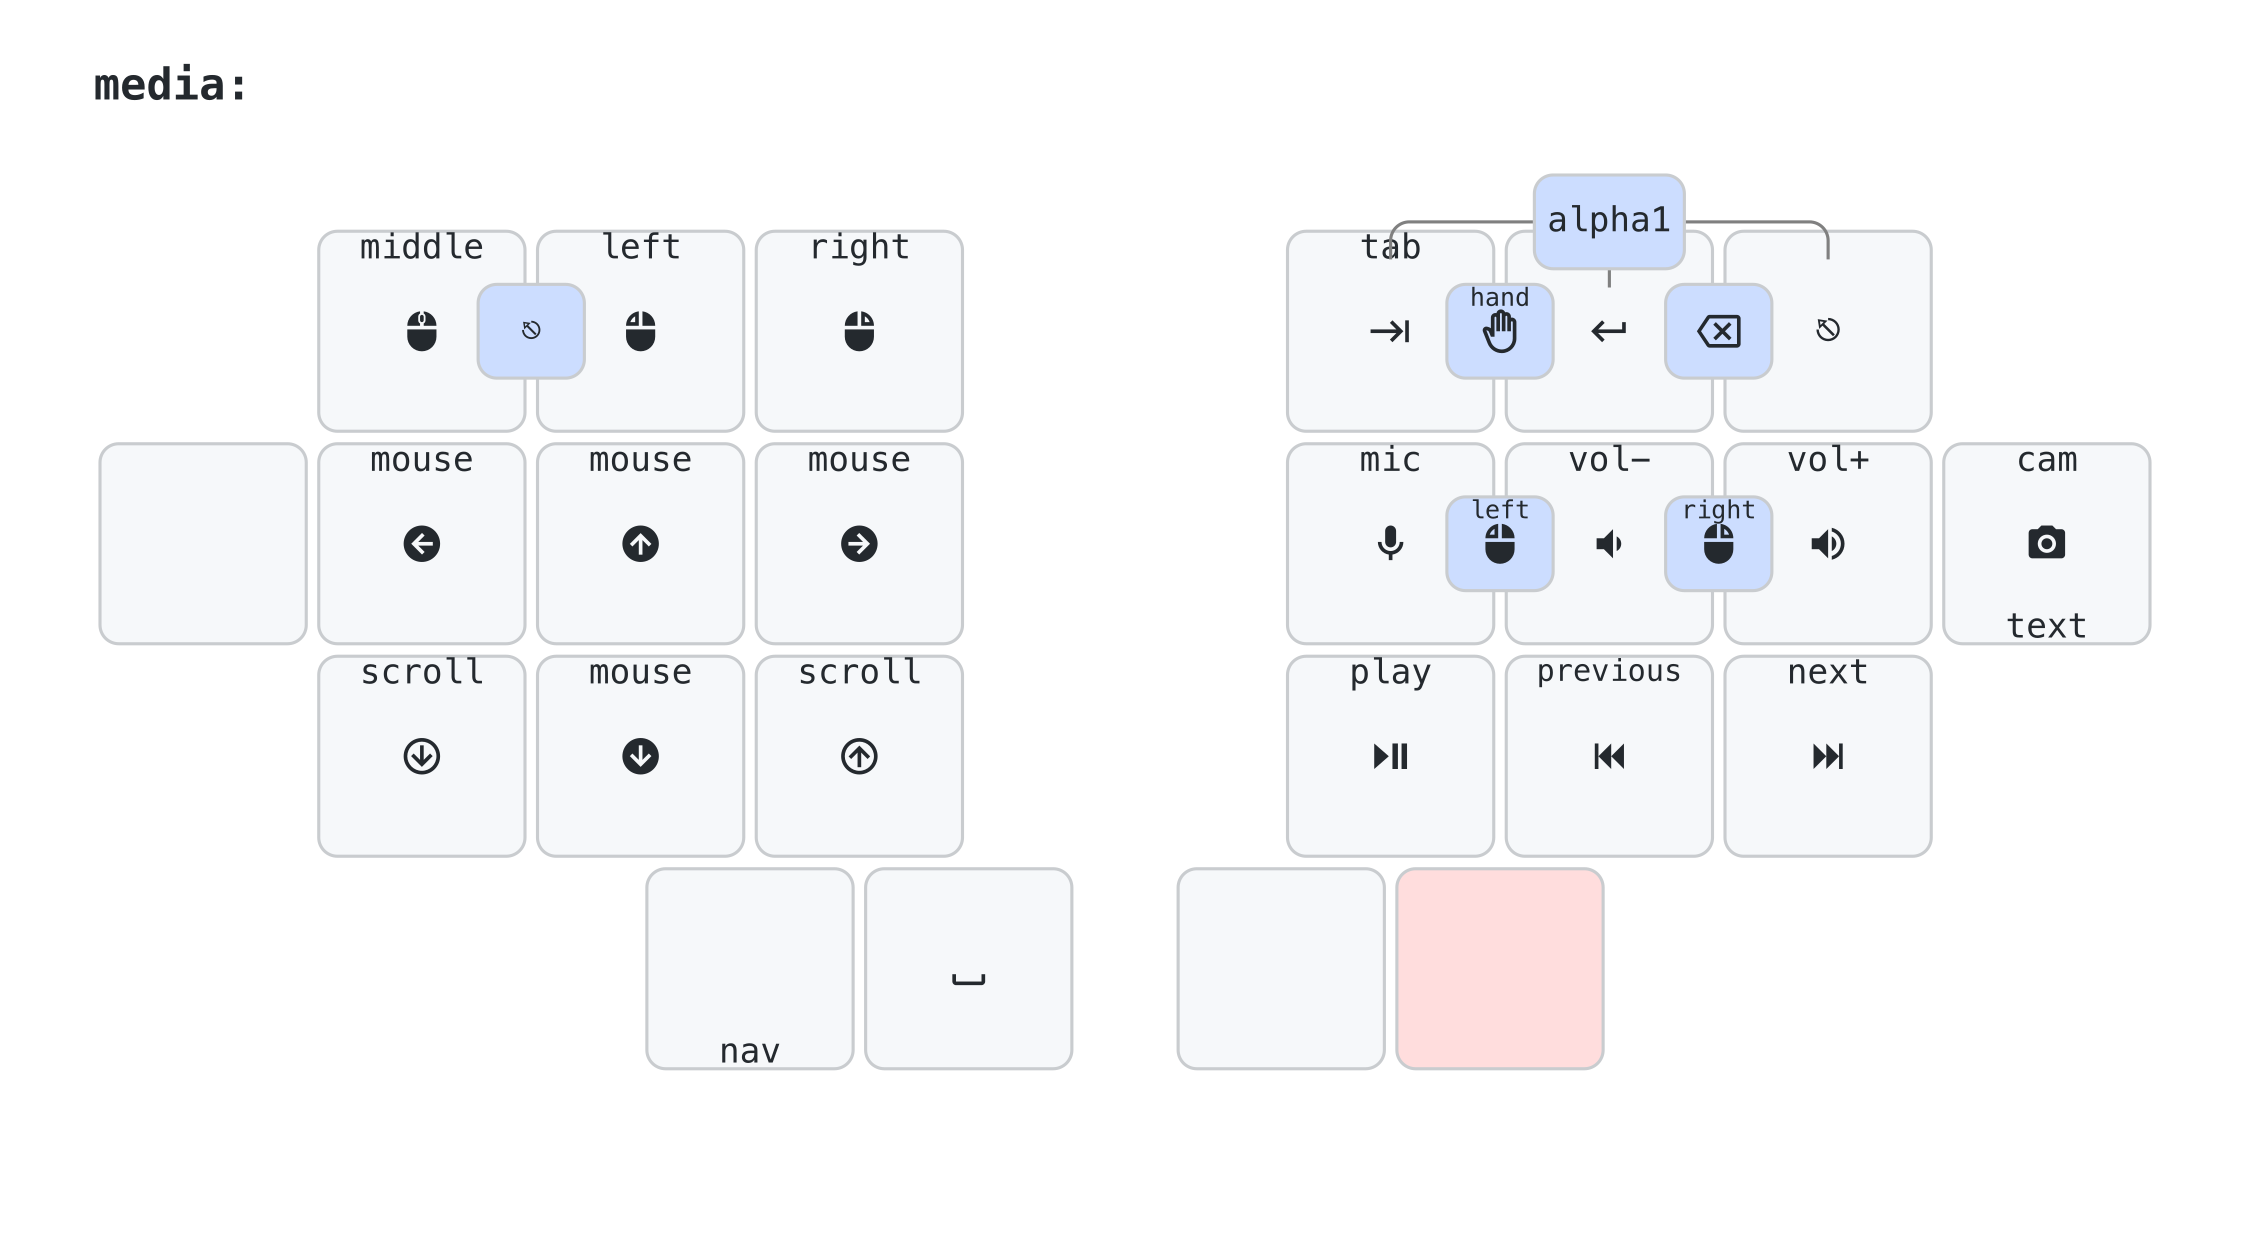 media:
alpha1
middle left right tab
hand
mouse mouse mouse mic vol− vol+ cam
left right
text
scroll mouse scroll play previous next
nav